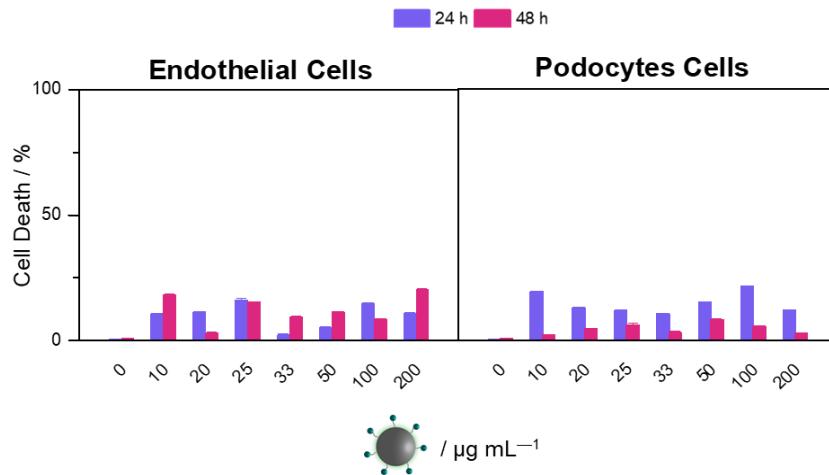 24 h 48 h
Endothelial Cells Podocytes Cells
Cell Death / %
100
50
0
0 10 20 25 33 50 100 200 0 10 20 25 33 50 100 200
/ µg mL—1